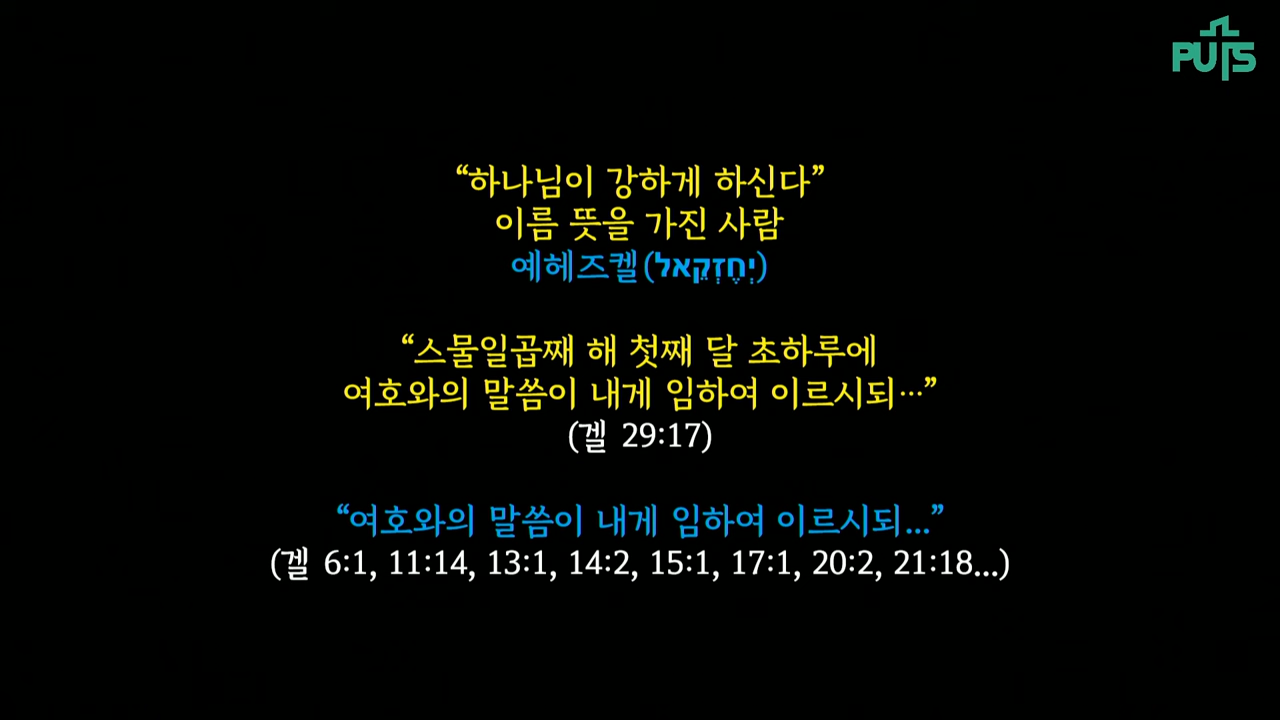 PUTS
“하나님이 강하게 하신다”
이름 뜻을 가진 사람
예헤즈켈(יְחֶזְקֵאל)
“스물일곱째 해 첫째 달 초하루에
여호와의 말씀이 내게 임하여 이르시되…”
(겔 29:17)
“여호와의 말씀이 내게 임하여 이르시되...”
(겔 6:1, 11:14, 13:1, 14:2, 15:1, 17:1, 20:2, 21:18...)